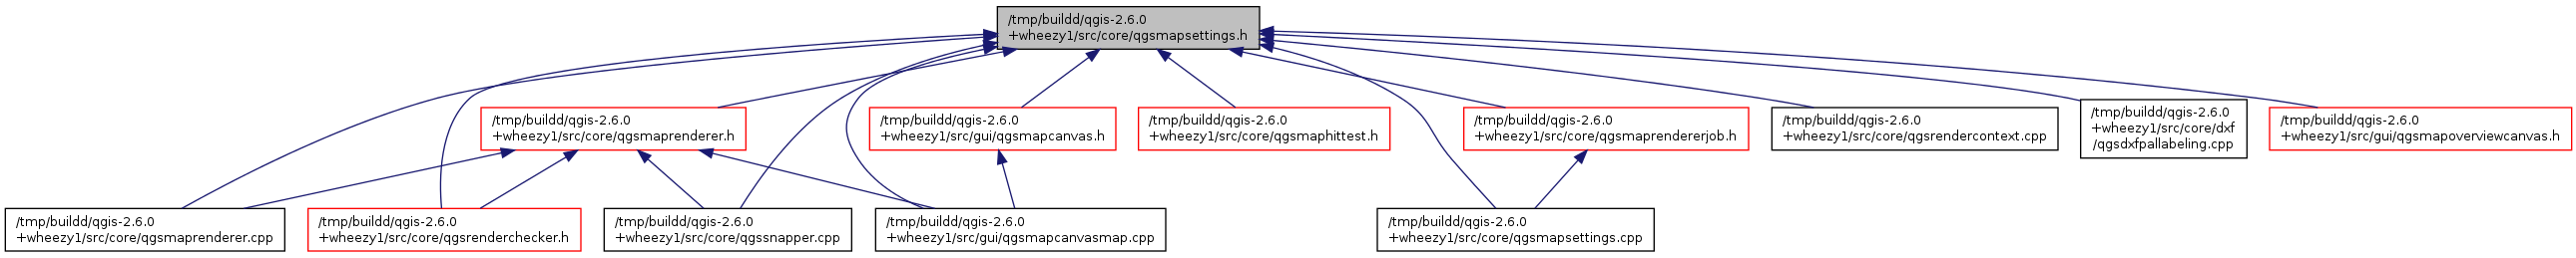 /tmp/buildd/qgis-2.6.0
+wheezy1/src/core/qgsmapsettings.h
/tmp/buildd/qgis-2.6.0
+wheezy1/src/core/qgsmaprenderer.h
/tmp/buildd/qgis-2.6.0
+wheezy1/src/gui/qgsmapcanvas.h
/tmp/buildd/qgis-2.6.0
+wheezy1/src/core/qgsmaphittest.h
/tmp/buildd/qgis-2.6.0
+wheezy1/src/core/qgsmaprendererjob.h
/tmp/buildd/qgis-2.6.0
+wheezy1/src/core/qgsrendercontext.cpp
/tmp/buildd/qgis-2.6.0
+wheezy1/src/core/dxf
/qgsdxfpallabeling.cpp
/tmp/buildd/qgis-2.6.0
+wheezy1/src/gui/qgsmapoverviewcanvas.h
/tmp/buildd/qgis-2.6.0
+wheezy1/src/core/qgsmaprenderer.cpp
/tmp/buildd/qgis-2.6.0
+wheezy1/src/core/qgsrenderchecker.h
/tmp/buildd/qgis-2.6.0
+wheezy1/src/core/qgssnapper.cpp
/tmp/buildd/qgis-2.6.0
+wheezy1/src/gui/qgsmapcanvasmap.cpp
/tmp/buildd/qgis-2.6.0
+wheezy1/src/core/qgsmapsettings.cpp